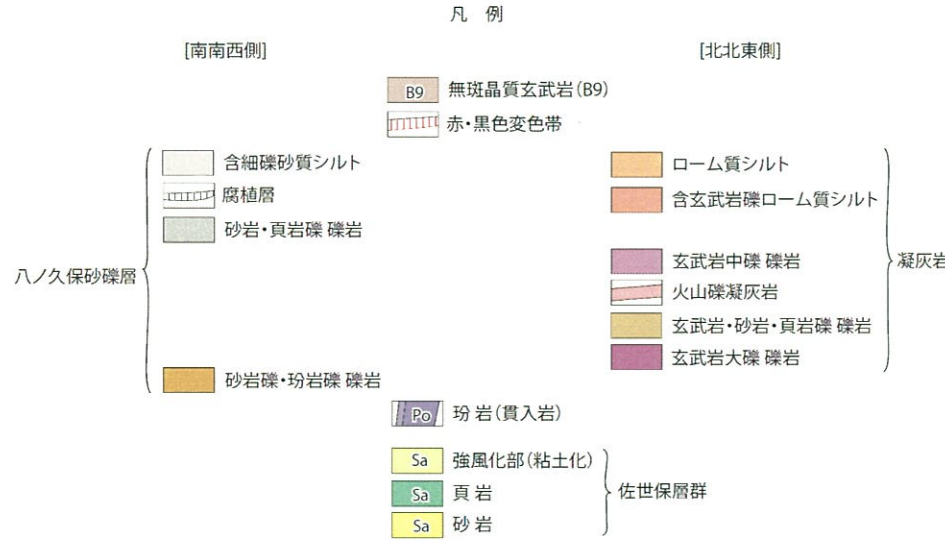 凡 例
[南南西側]
[北北東側]
B9 無斑晶質玄武岩(B9)
赤・黒色変色帯
含細礫砂質シルト
腐植層
砂岩・頁岩礫 礫岩
八ノ久保砂礫層
砂岩礫・玢岩礫 礫岩
ローム質シルト
含玄武岩礫ローム質シルト
玄武岩中礫 礫岩
火山礫凝灰岩
玄武岩・砂岩・頁岩礫 礫岩
玄武岩大礫 礫岩
凝灰岩
Po 玢 岩(貫入岩)
Sa 強風化部(粘土化)
Sa 頁 岩
Sa 砂 岩
佐世保層群